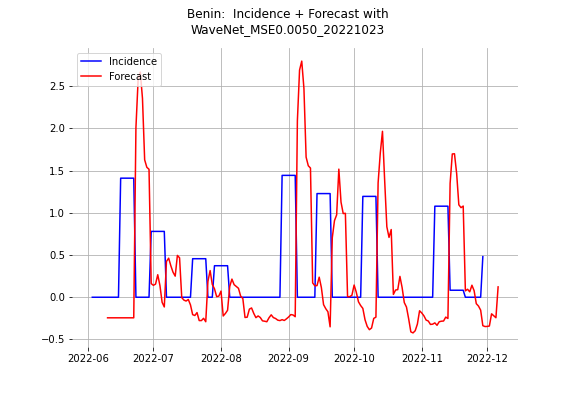 Benin:  Incidence + Forecast with
WaveNet_MSE0.0050_20221023
Incidence
Forecast
2.5
2.0
1.5
1.0
0.5
0.0
−0.5
2022-06 2022-07 2022-08 2022-09 2022-10 2022-11 2022-12